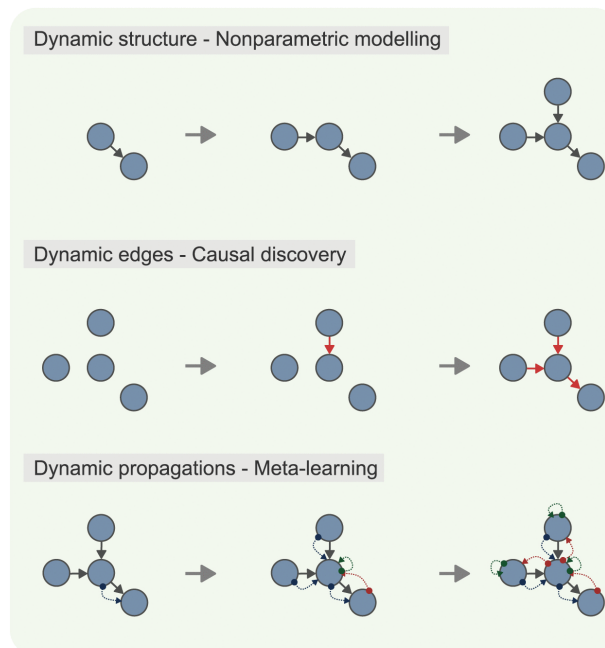 Dynamic structure - Nonparametric modelling
Dynamic edges - Causal discovery
Dynamic propagations - Meta-learning